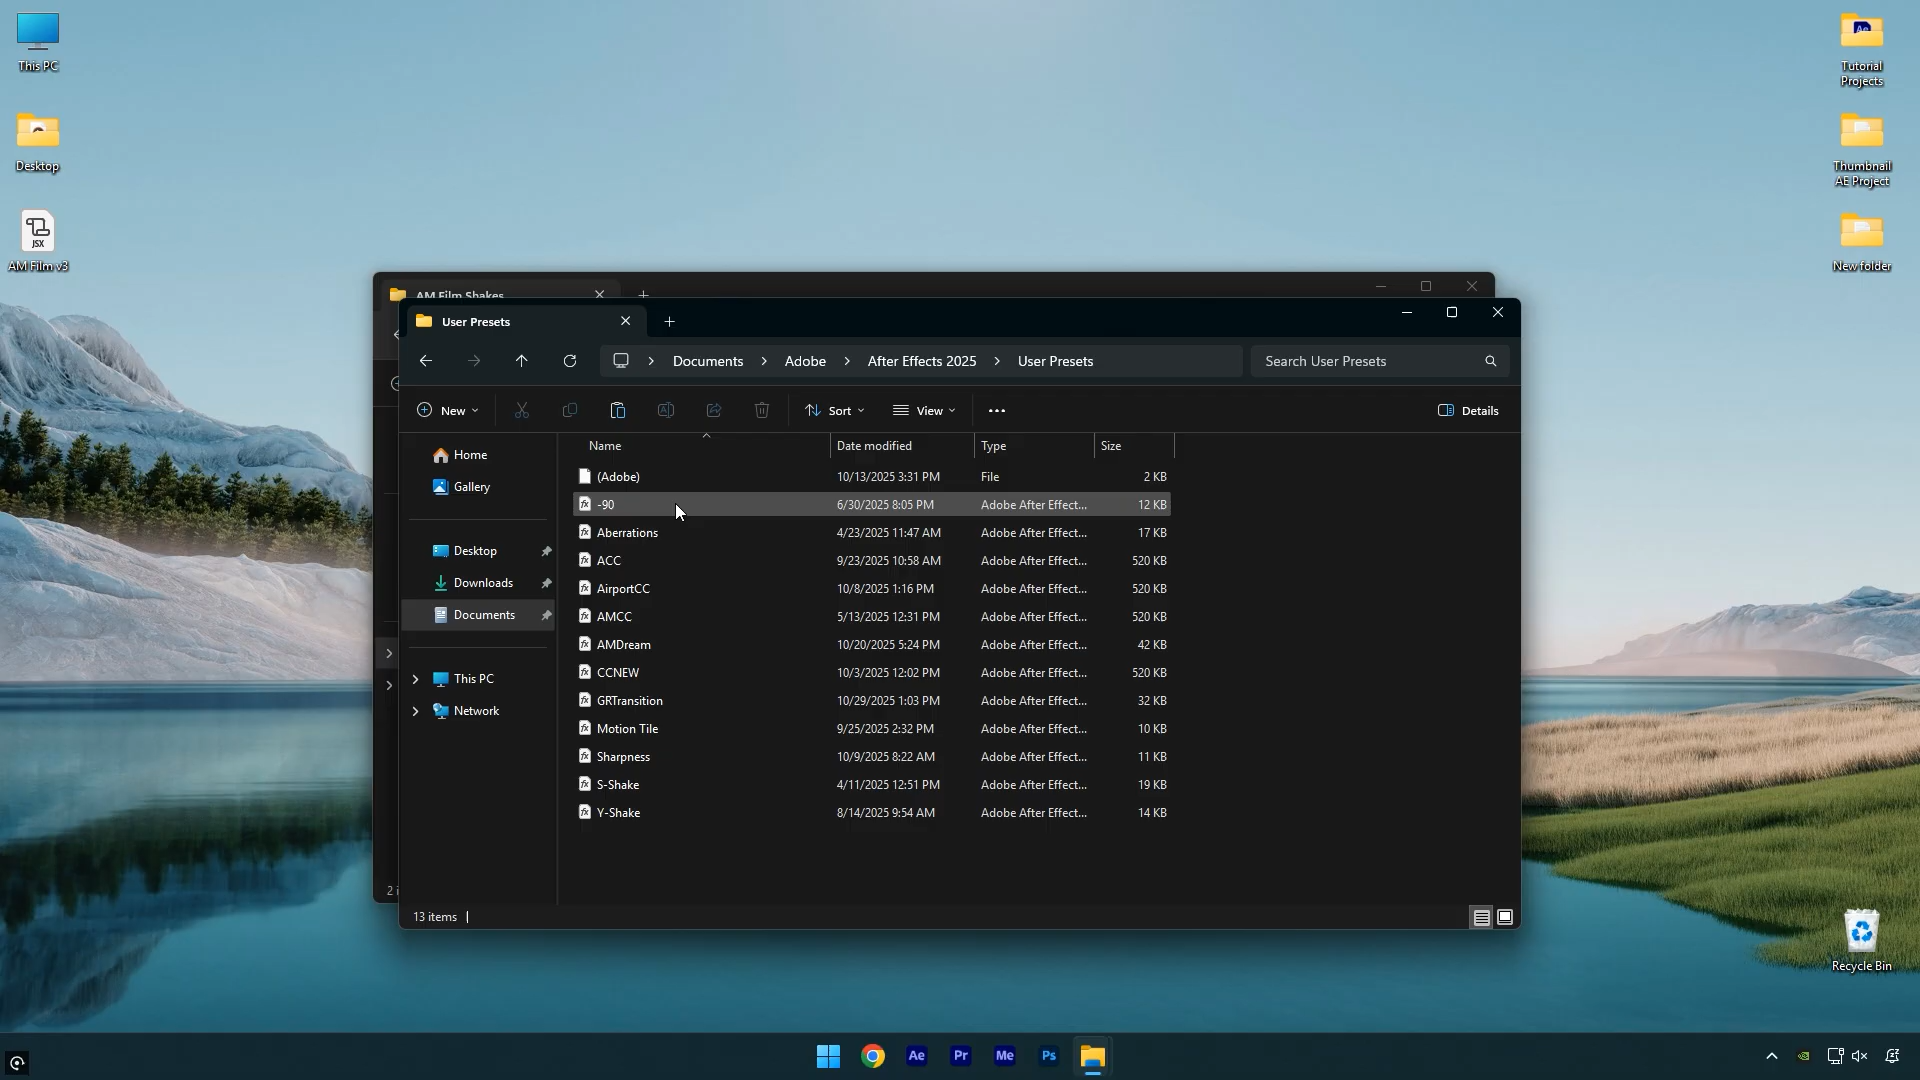 This PC
Desktop
JSX
AM Film v3
Ae
Tutorial
Projects
Thumbnail
AE Project
New folder
Recycle Bin
AM Film Shakes
User Presets
Documents
Adobe
After Effects 2025
User Presets
Search User Presets
New
Sort
View
Details
Home
Gallery
Desktop
Downloads
Documents
This PC
Network
Name Date modified Type Size
(Adobe) 10/13/2025 3:31 PM File 2 KB
-90 6/30/2025 8:05 PM Adobe After Effect... 12 KB
Aberrations 4/23/2025 11:47 AM Adobe After Effect... 17 KB
ACC 9/23/2025 10:58 AM Adobe After Effect... 520 KB
AirportCC 10/8/2025 1:16 PM Adobe After Effect... 520 KB
AMCC 5/13/2025 12:31 PM Adobe After Effect... 520 KB
AMDream 10/20/2025 5:24 PM Adobe After Effect... 42 KB
CCNEW 10/3/2025 12:02 PM Adobe After Effect... 520 KB
GRTransition 10/29/2025 1:03 PM Adobe After Effect... 32 KB
Motion Tile 9/25/2025 2:32 PM Adobe After Effect... 10 KB
Sharpness 10/9/2025 8:22 AM Adobe After Effect... 11 KB
S-Shake 4/11/2025 12:51 PM Adobe After Effect... 19 KB
Y-Shake 8/14/2025 9:54 AM Adobe After Effect... 14 KB
13 items
Ae
Pr
Me
Ps